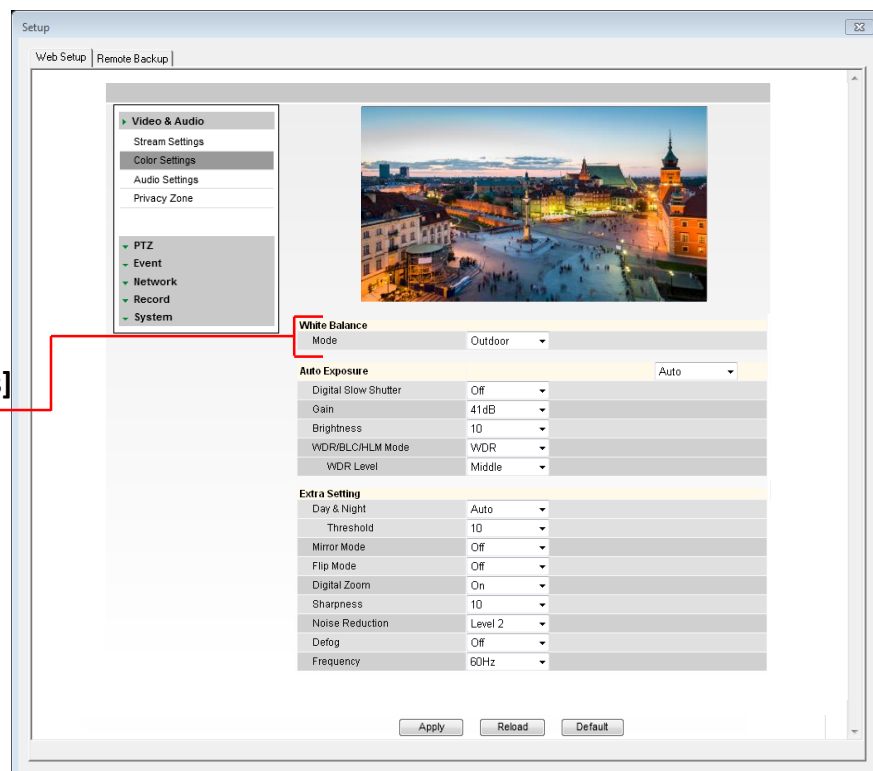 Setup
Web Setup Remote Backup
Video & Audio
Stream Settings
Color Settings
Audio Settings
Privacy Zone
PTZ
Event
Network
Record
System
White Balance
Mode Outdoor
]
Auto Exposure Auto
Digital Slow Shutter Off
Gain 41dB
Brightness 10
WDR/BLC/HLM Mode WDR
WDR Level Middle
Extra Setting
Day & Night Auto
Threshold 10
Mirror Mode Off
Flip Mode Off
Digital Zoom On
Sharpness 10
Noise Reduction Level 2
Defog Off
Frequency 60Hz
Apply Reload Default